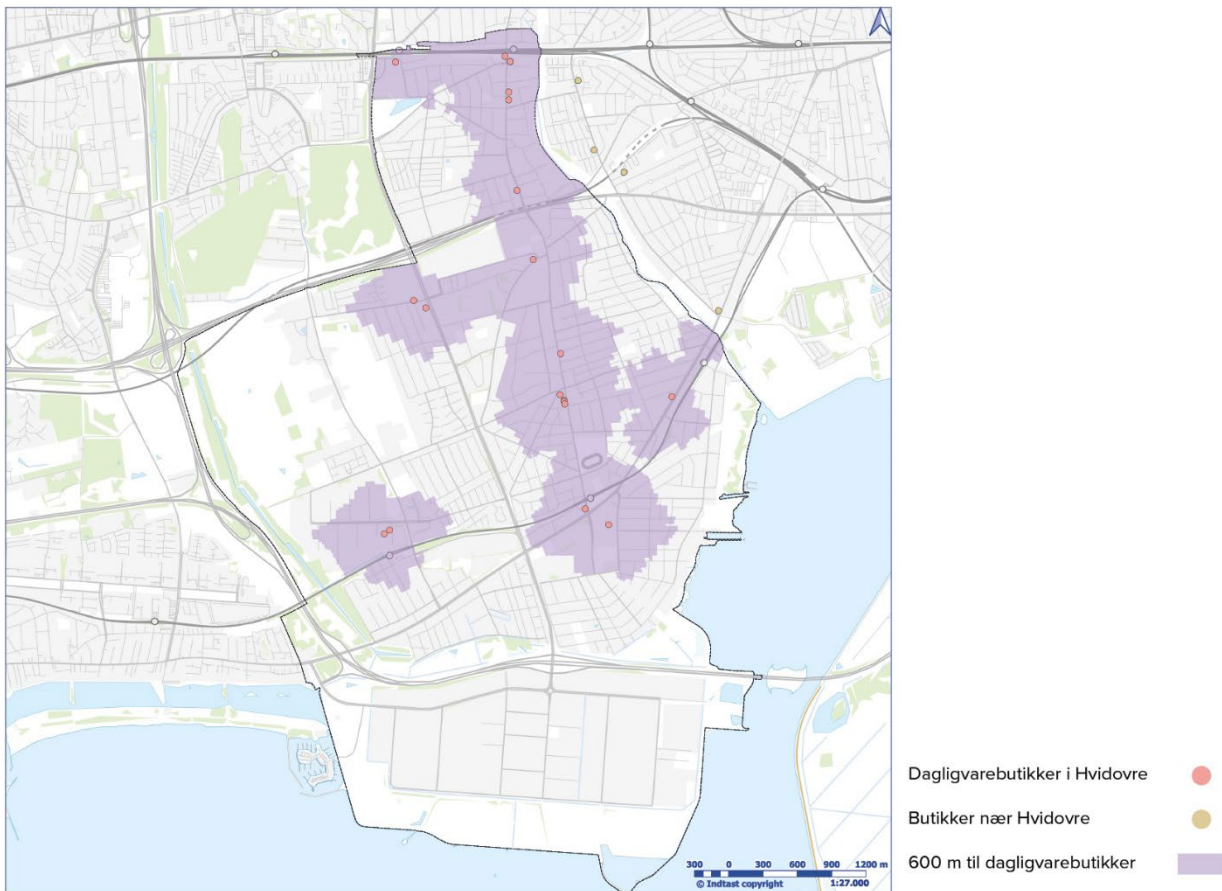 Dagligvarebutikker i Hvidovre
Butikker nær Hvidovre
600 m til dagligvarebutikker
300 0 300 600 900 1200 m
© Indtast copyright 1:27.000